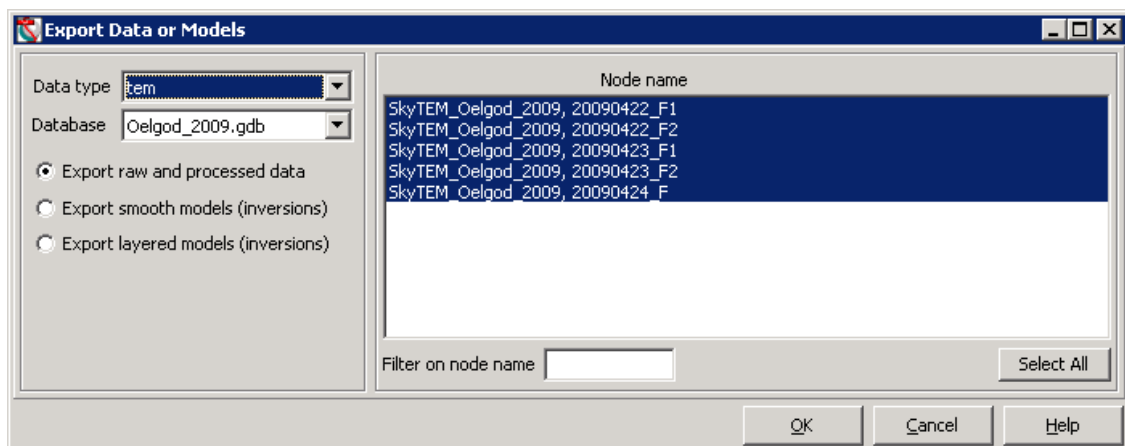 Export Data or Models
Data type tem
Database Oelgod_2009.gdb
Export raw and processed data
Export smooth models (inversions)
Export layered models (inversions)
Node name
SkyTEM_Oelgod_2009, 20090422_F1
SkyTEM_Oelgod_2009, 20090422_F2
SkyTEM_Oelgod_2009, 20090423_F1
SkyTEM_Oelgod_2009, 20090423_F2
SkyTEM_Oelgod_2009, 20090424_F
Filter on node name
Select All
OK
Cancel
Help